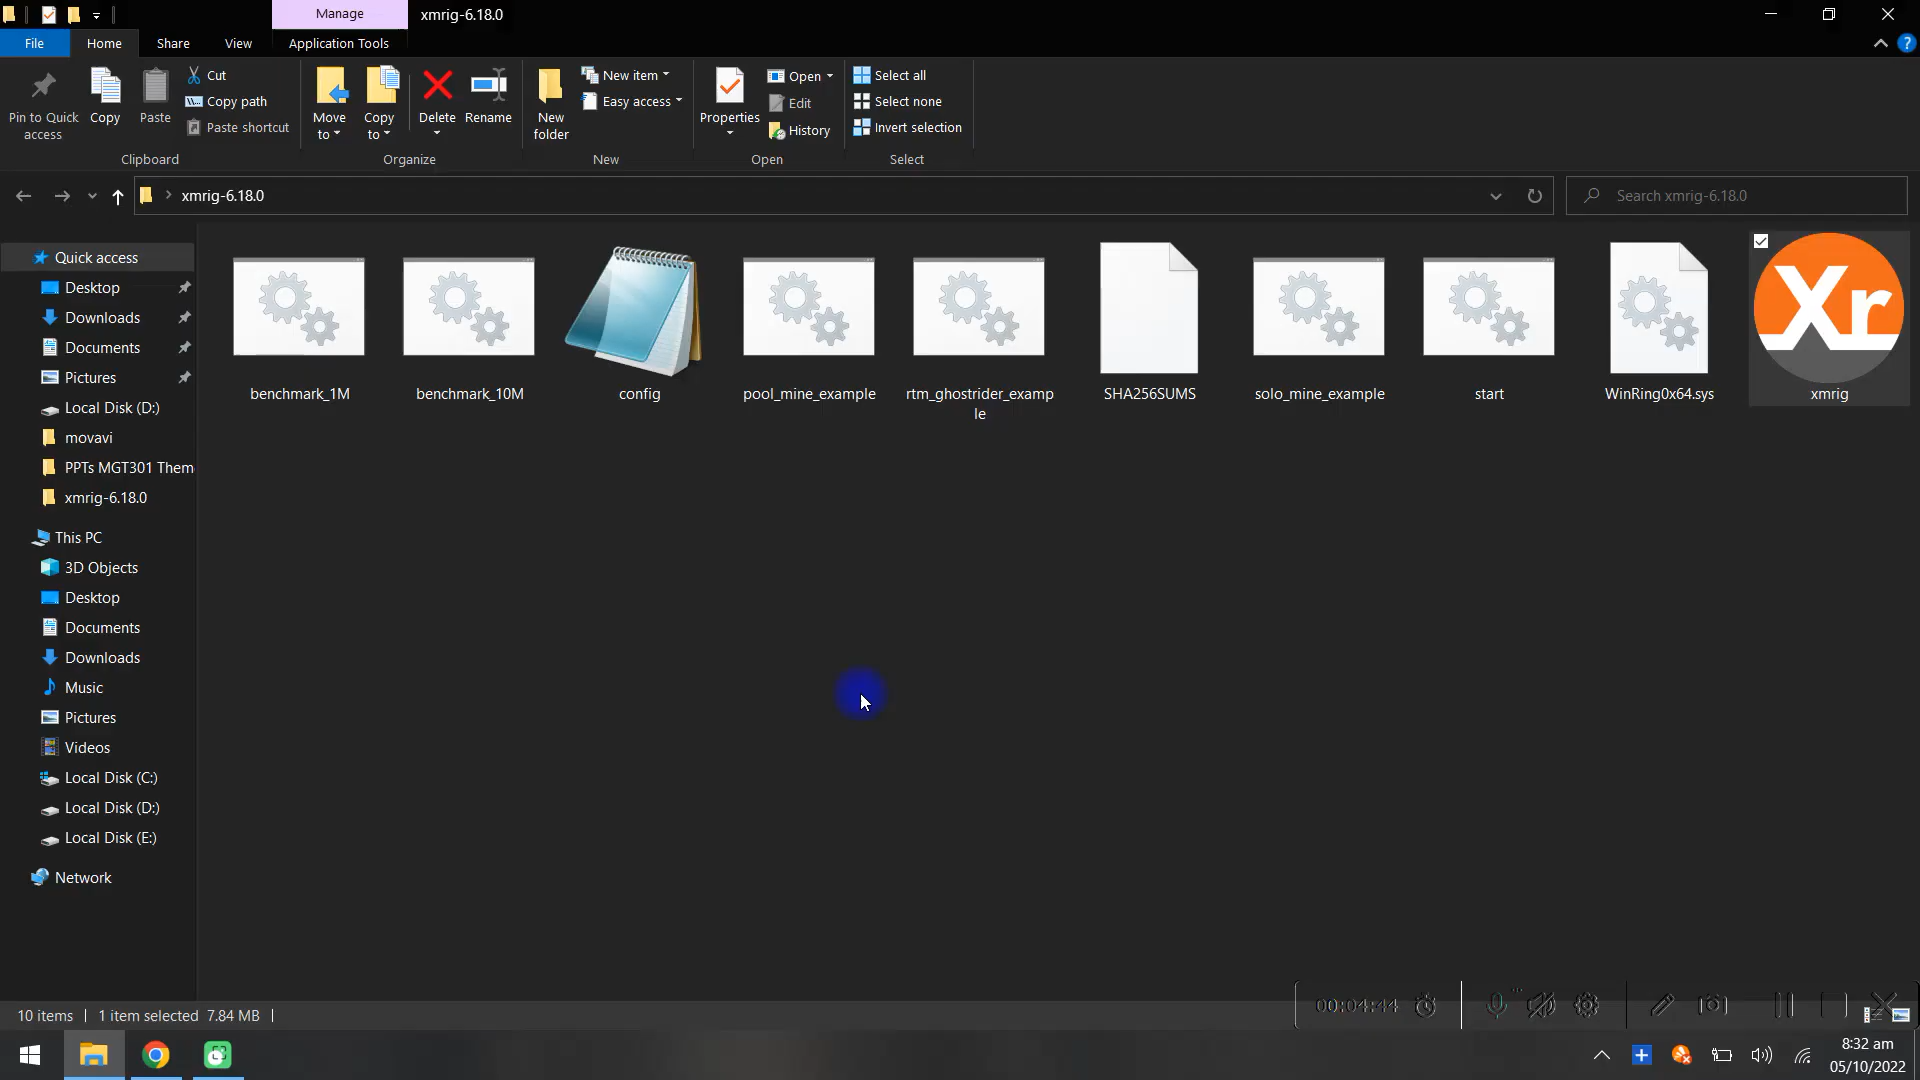 Manage
xmrig-6.18.0
File
Home
Share
View
Application Tools
Pin to Quick
access
Copy
Paste
Cut
Copy path
Paste shortcut
Clipboard
Move
to
Copy
to
Delete
Rename
Organize
New
folder
New item
Easy access
New
Properties
Open
Edit
History
Open
Select all
Select none
Invert selection
Select
xmrig-6.18.0
Search xmrig-6.18.0
Quick access
Desktop
Downloads
Documents
Pictures
Local Disk (D:)
movavi
PPTs MGT301 Them
xmrig-6.18.0
This PC
3D Objects
Desktop
Documents
Downloads
Music
Pictures
Videos
Local Disk (C:)
Local Disk (D:)
Local Disk (E:)
Network
benchmark_1M
benchmark_10M
config
pool_mine_example
rtm_ghostrider_examp
le
SHA256SUMS
solo_mine_example
start
WinRing0x64.sys
Xr
xmrig
10 items
1 item selected 7.84 MB
00:04:44
8:32 am
05/10/2022